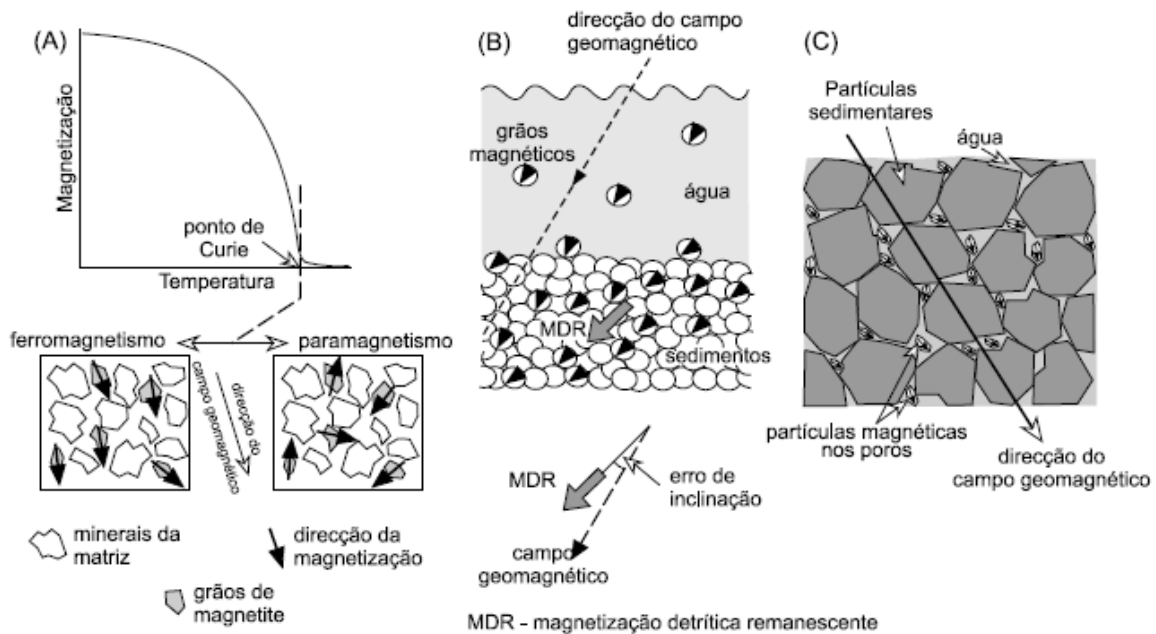 (A)
Magnetização
ponto de
Curie
Temperatura
ferromagnetismo
paramagnetismo
direcção do
campo geomagnético
minerais da
matriz
direcção da
magnetização
grãos de
magnetite
(B)
direcção do campo
geomagnético
grãos
magnéticos
água
MDR
sedimentos
MDR
erro de
inclinação
campo
geomagnético
MDR - magnetização detrítica remanescente
(C)
Partículas
sedimentares
água
partículas magnéticas
nos poros
direcção do
campo geomagnético